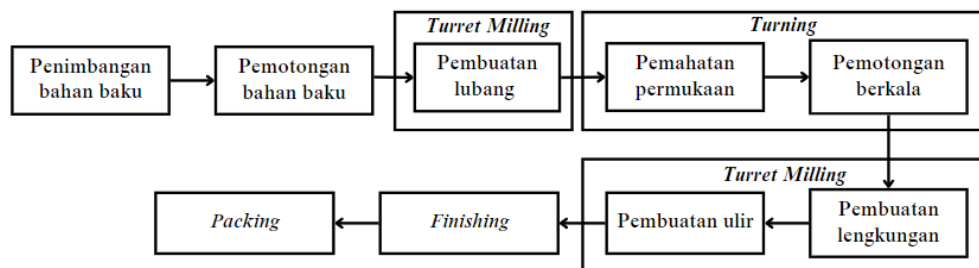 Turret Milling
Turning
Penimbangan
bahan baku
Pemotongan
bahan baku
Pembuatan
lubang
Pemahatan
permukaan
Pemotongan
berkala
Turret Milling
Packing
Finishing
Pembuatan ulir
Pembuatan
lengkungan